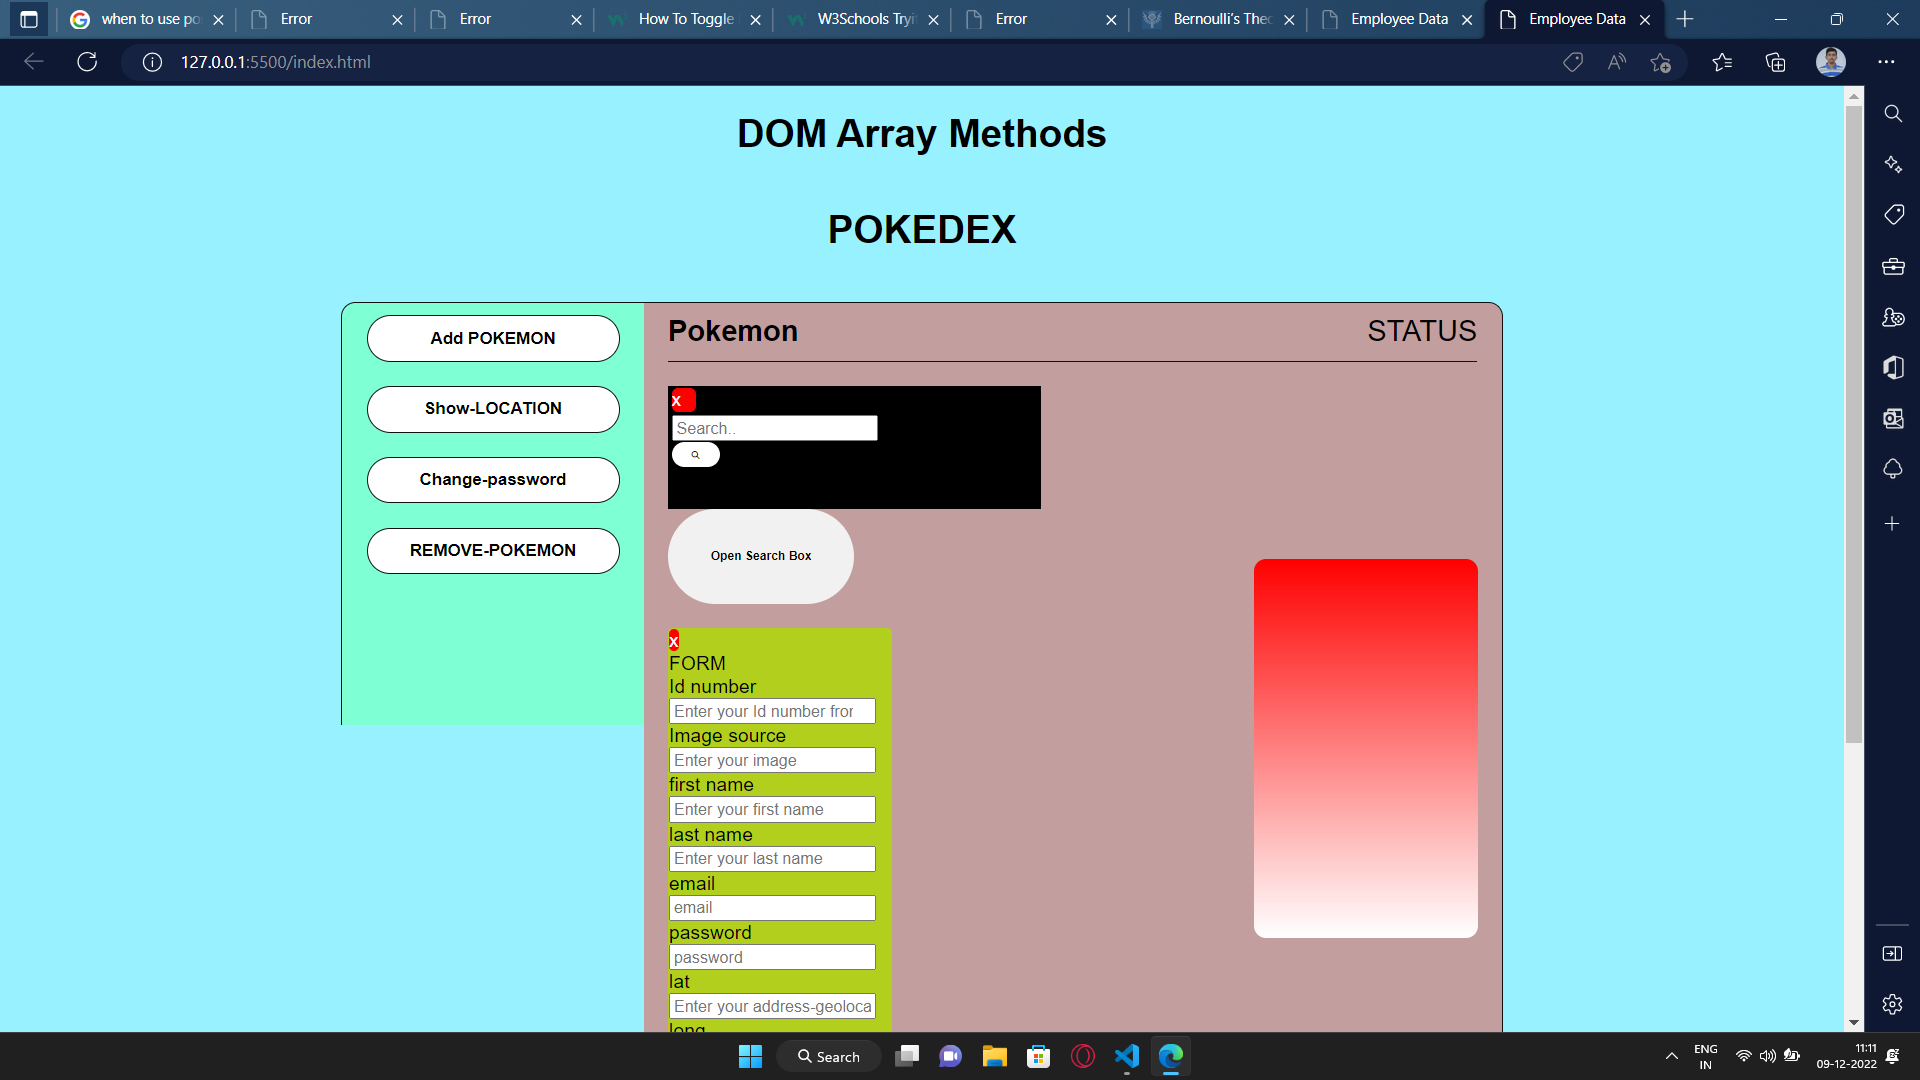 when to use po
Error
Error
How To Toggle
W3Schools Tryi
Error
Bernoulli's Theo
Employee Data
Employee Data
127.0.0.1:5500/index.html
DOM Array Methods
POKEDEX
Add POKEMON
Show-LOCATION
Change-password
REMOVE-POKEMON
Pokemon
STATUS
X
Search..
Open Search Box
X
FORM
Id number
Enter your Id number fror
Image source
Enter your image
first name
Enter your first name
last name
Enter your last name
email
email
password
password
lat
Enter your address-geoloca
long
Search
ENG
IN
11:11
09-12-2022